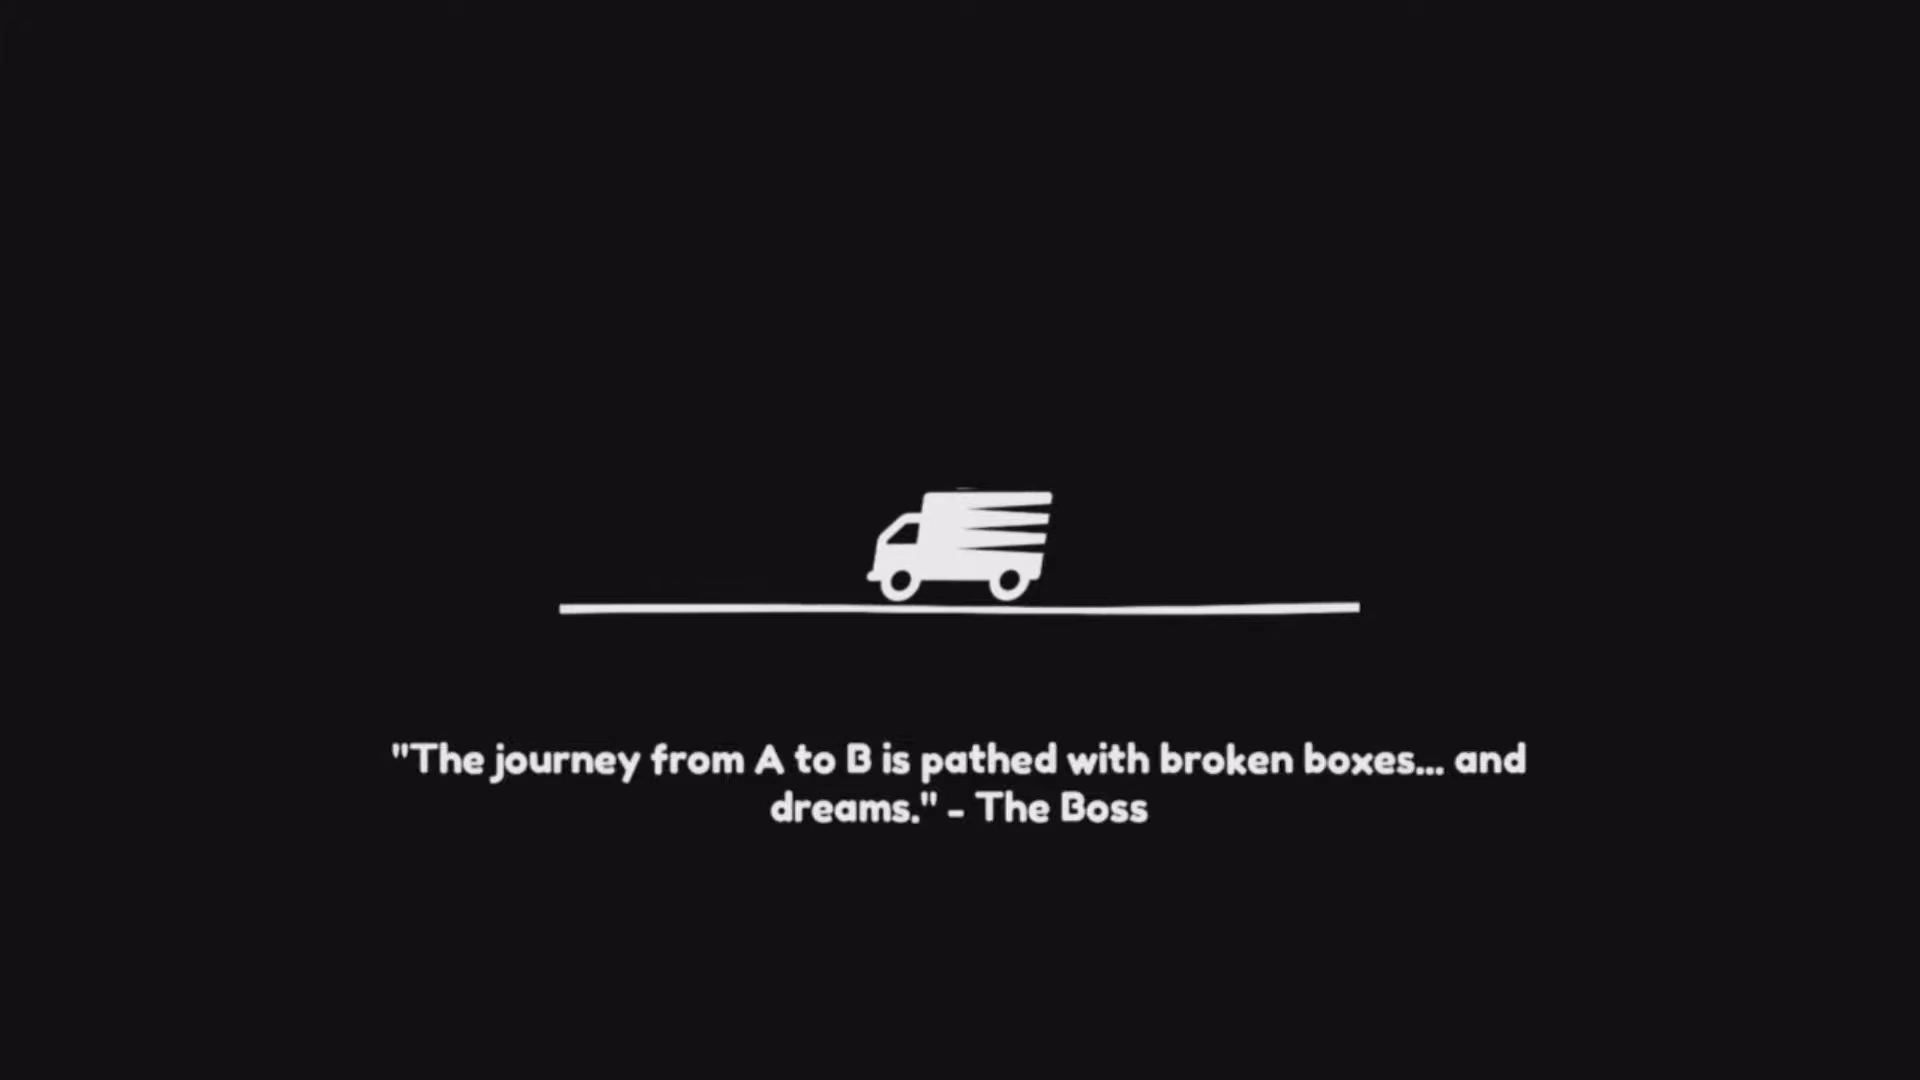 "The journey from A to B is pathed with broken boxes... and
dreams." - The Boss